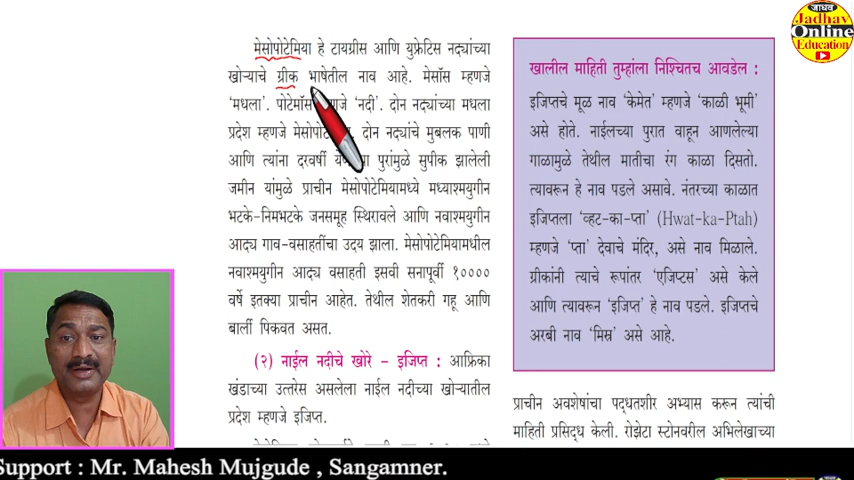 जाधव
Jadhav
Online
Education
मेसोपोटेमिया हे टायग्रीस आणि युफ्रेटिस नद्यांच्या
खोऱ्याचे ग्रीक भाषेतील नाव आहे. मेसॉस म्हणजे
'मधला'. पोटेमॉस म्हणजे 'नदी'. दोन नद्यांच्या मधला
प्रदेश म्हणजे दोन नद्यांचे मुबलक पाणी
आणि त्यांना दरवर्षी पुरांमुळे सुपीक झालेली
जमीन यांमुळे प्राचीन मेसोपोटेमियामध्ये मध्याश्मयुगीन
भटके-निमभटके जनसमूह स्थिरावले आणि नवाश्मयुगीन
आद्य गाव-वसाहतींचा उदय झाला. मेसोपोटेमियामधील
नवाश्मयुगीन आद्य वसाहती इसवी सनापूर्वी १००००
वर्षे इतक्या प्राचीन आहेत. तेथील शेतकरी गहू आणि
बार्ली पिकवत असत.
(२) नाईल नदीचे खोरे - इजिप्त : आफ्रिका
खंडाच्या उत्तरेस असलेला नाईल नदीच्या खोऱ्यातील
प्रदेश म्हणजे इजिप्त.
खालील माहिती तुम्हांला निश्चितच आवडेल :
इजिप्तचे मूळ नाव 'केमेत' म्हणजे 'काळी भूमी'
असे होते. नाईलच्या पुरात वाहून आणलेल्या
गाळामुळे तेथील मातीचा रंग काळा दिसतो.
त्यावरून हे नाव पडले असावे. नंतरच्या काळात
इजिप्तला 'व्हट-का-प्ता' (Hwat-ka-Ptah)
म्हणजे 'प्ता' देवाचे मंदिर, असे नाव मिळाले.
ग्रीकांनी त्याचे रूपांतर 'एजिप्टस' असे केले
आणि त्यावरून 'इजिप्त' हे नाव पडले. इजिप्तचे
अरबी नाव 'मिस्र' असे आहे.
प्राचीन अवशेषांचा पद्धतशीर अभ्यास करून त्यांची
माहिती प्रसिद्ध केली. रोझेटा स्टोनवरील अभिलेखाच्या
Support : Mr. Mahesh Mujgude , Sangamner.